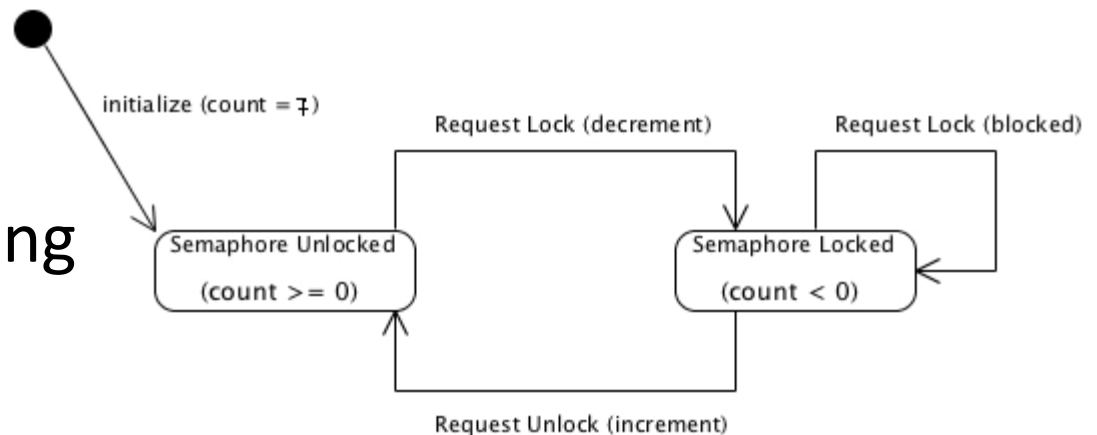 initialize (count = 7)
Request Lock (decrement)
Request Lock (blocked)
ng
Semaphore Unlocked
(count >= 0)
Semaphore Locked
(count < 0)
Request Unlock (increment)